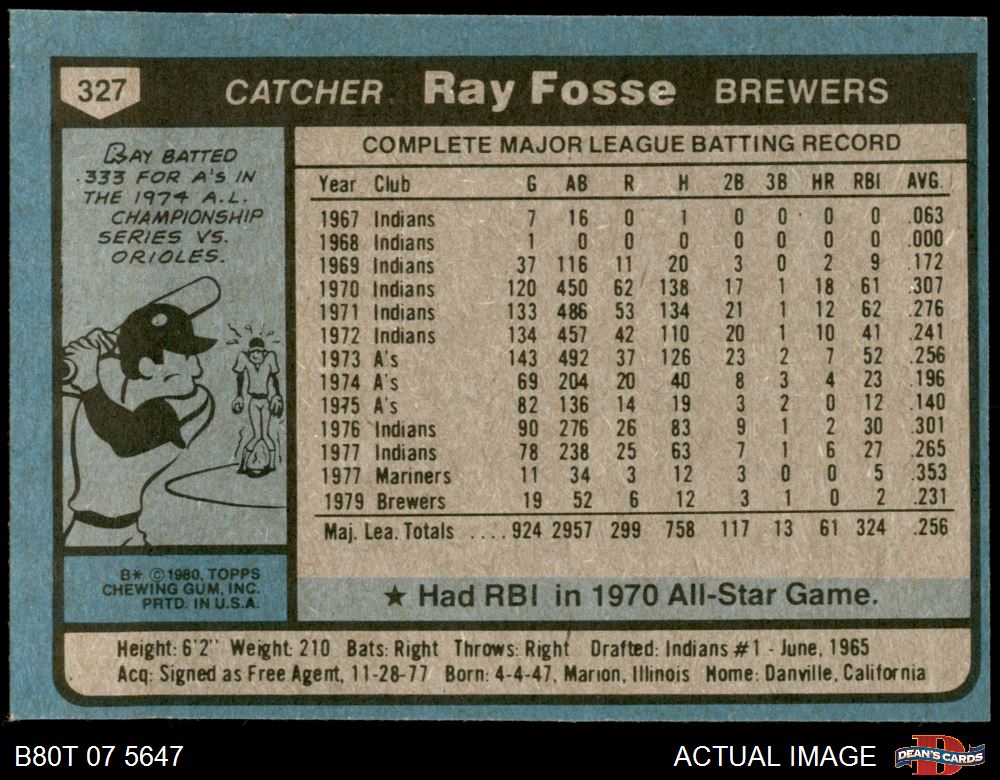 327 CATCHER Ray Fosse BREWERS
RAY BATTED
.333 FOR A'S IN
THE 1974 A.L.
CHAMPIONSHIP
SERIES VS.
ORIOLES.
COMPLETE MAJOR LEAGUE BATTING RECORD
Year Club G AB R H 2B 3B HR RBI AVG.
1967 Indians 7 16 0 1 0 0 0 0 .063
1968 Indians 1 0 0 0 0 0 0 0 .000
1969 Indians 37 116 11 20 3 0 2 9 .172
1970 Indians 120 450 62 138 17 1 18 61 .307
1971 Indians 133 486 53 134 21 1 12 62 .276
1972 Indians 134 457 42 110 20 1 10 41 .241
1973 A's 143 492 37 126 23 2 7 52 .256
1974 A's 69 204 20 40 8 3 4 23 .196
1975 A's 82 136 14 19 3 2 0 12 .140
1976 Indians 90 276 26 83 9 1 2 30 .301
1977 Indians 78 238 25 63 7 1 6 27 .265
1977 Mariners 11 34 3 12 3 0 0 5 .353
1979 Brewers 19 52 6 12 3 1 0 2 .231
Maj. Lea. Totals ....924 2957 299 758 117 13 61 324 .256
B* © 1980, TOPPS
CHEWING GUM, INC.
PRTD. IN U.S.A.
★ Had RBI in 1970 All-Star Game.
Height: 6'2" Weight: 210 Bats: Right Throws: Right Drafted: Indians #1 - June, 1965
Acq: Signed as Free Agent, 11-28-77 Born: 4-4-47, Marion, Illinois Home: Danville, California
B80T 07 5647 ACTUAL IMAGE DEAN'S CARDS